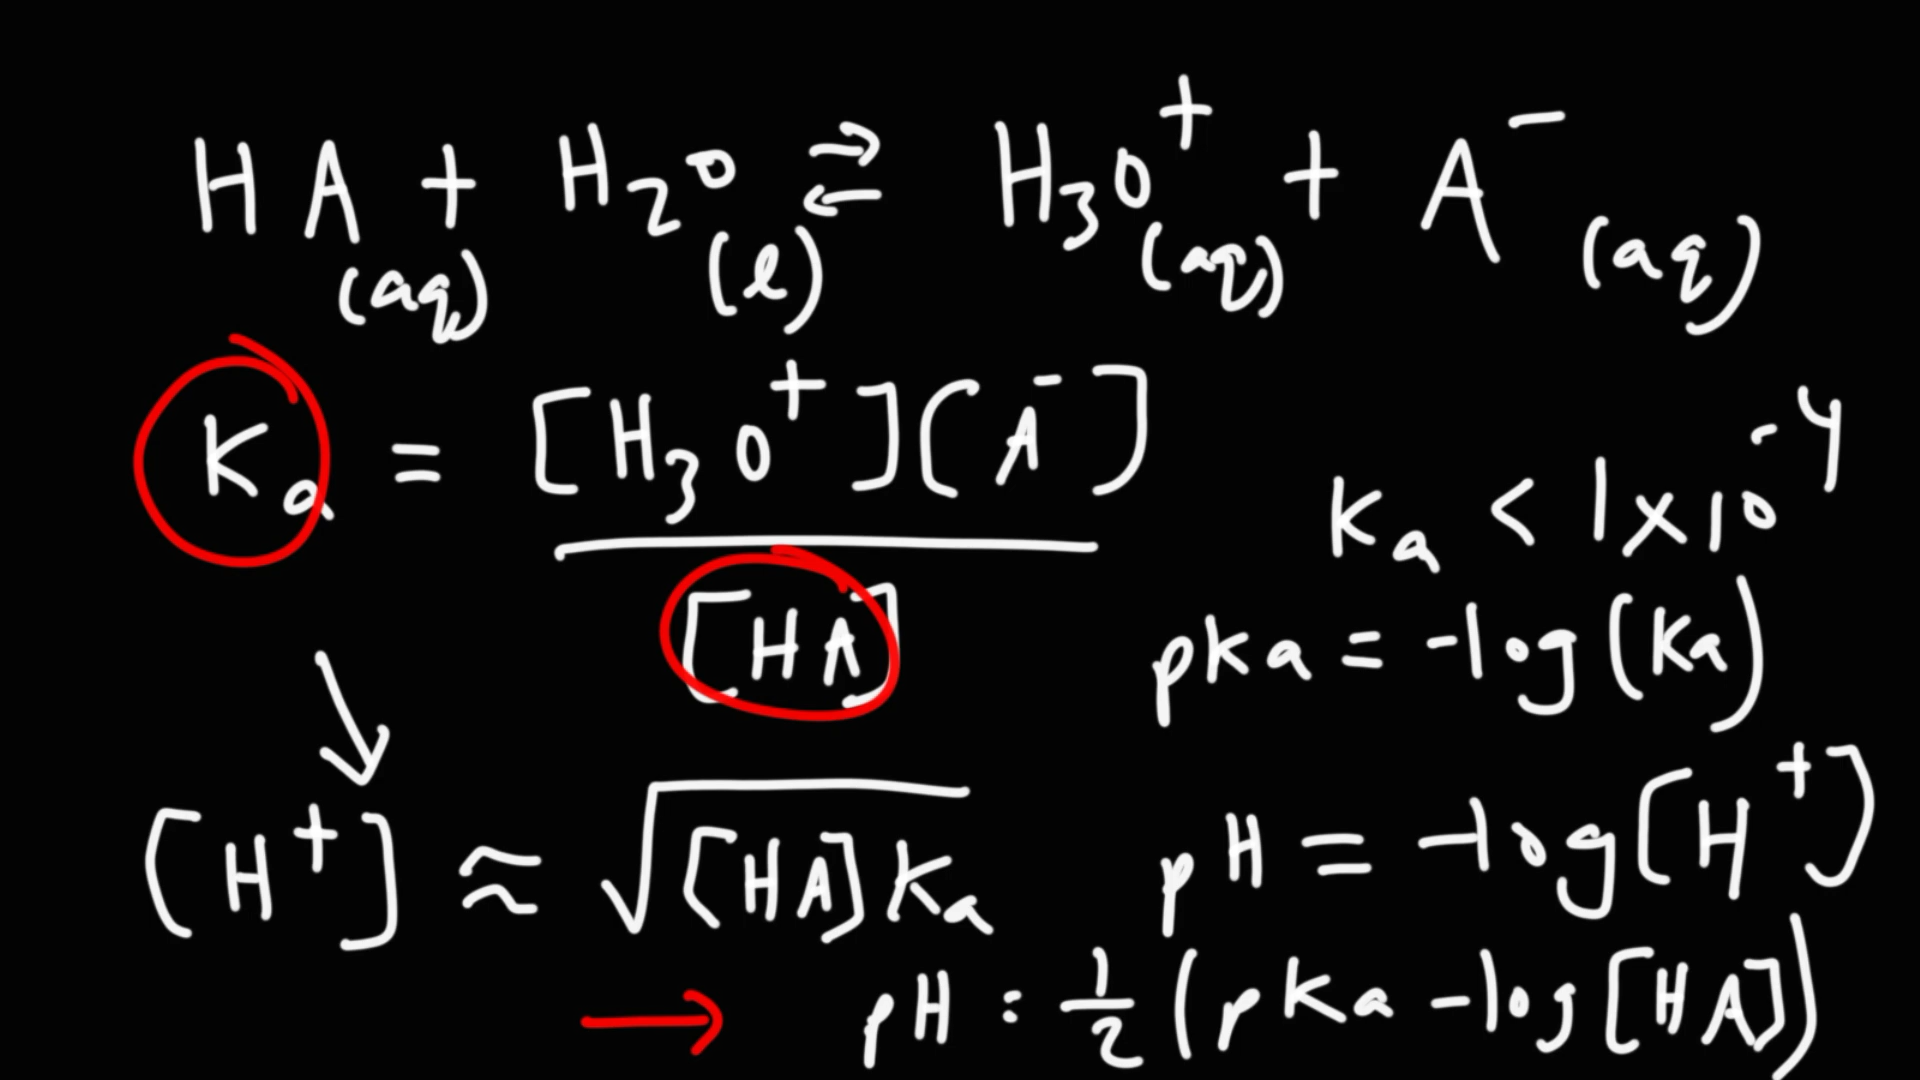 HA(aq) + H₂O(l) ⇌ H₃O⁺(aq) + A⁻(aq)
Ka = [H₃O⁺][A⁻] / [HA]
Ka < 1x10⁻⁴
pKa = -log(Ka)
[H⁺] ≈ √[HA]Ka
pH = -log[H⁺]
→ pH = ½(pKa - log[HA])